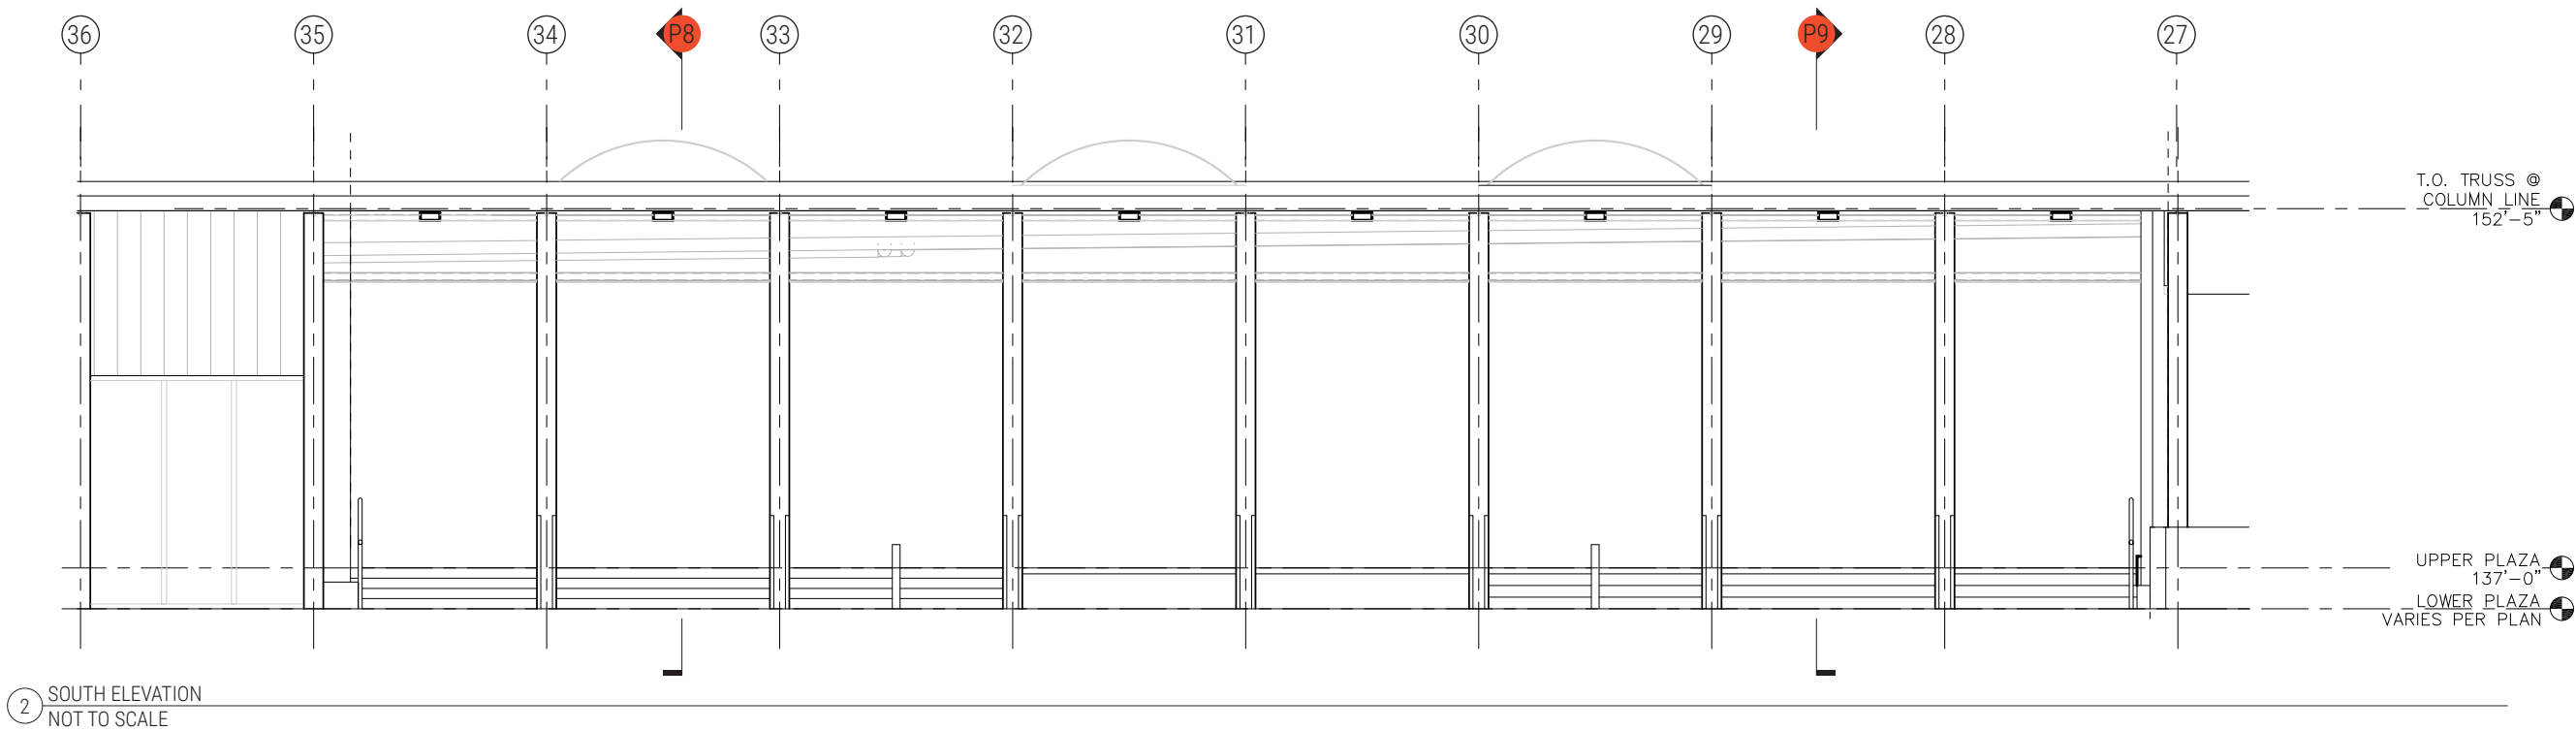 36 35 34 P8 33 32 31 30 29 P9 28 27
T.O. TRUSS @
COLUMN LINE
152'-5"
UPPER PLAZA
137'-0"
LOWER PLAZA
VARIES PER PLAN
2 SOUTH ELEVATION
NOT TO SCALE